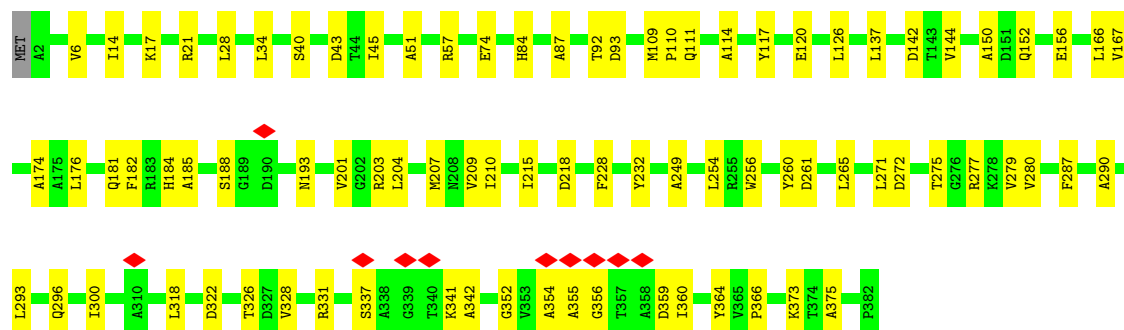 MET A2 V6 I14 K17 R21 L28 L34 S40 D43 T44 I45 A51 R57 E74 H84 A87 T92 D93 M109 P110 Q111 A114 Y117 E120 L126 L137 D142 T143 V144 A150 D151 Q152 E156 L166 V167
A174 A175 L176 Q181 F182 R183 H184 A185 S188 G189 D190 N193 V201 G202 R203 L204 M207 N208 V209 I210 I215 D218 F228 Y232 A249 L254 R255 W256 Y260 D261 L265 L271 D272 T275 G276 R277 K278 V279 V280 F287 A290
L293 Q296 I300 A310 L318 D322 T326 D327 V328 R331 S337 A338 G339 T340 K341 A342 G352 V353 A354 A355 G356 T357 A358 D359 I360 Y364 V365 P366 K373 T374 A375 P382